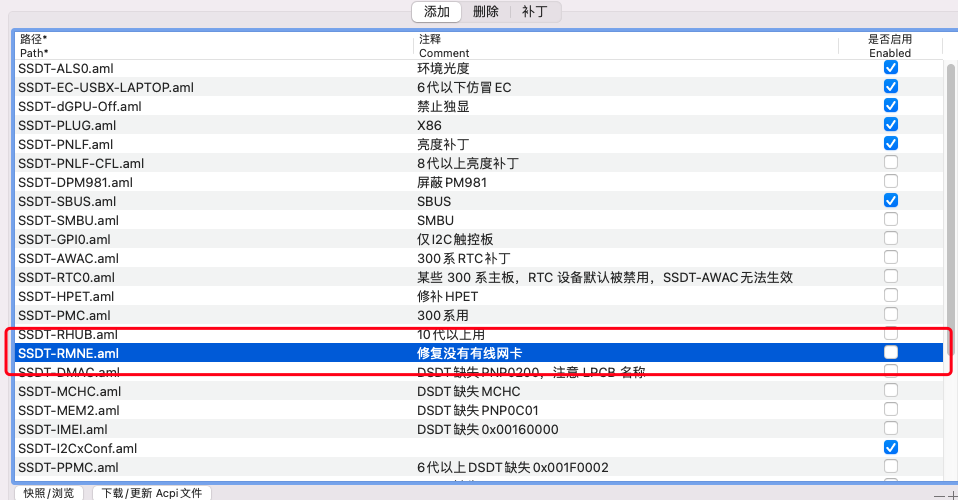 添加 删除 补丁
路径* 注释 是否启用
Path* Comment Enabled
SSDT-ALS0.aml 环境光度
SSDT-EC-USBX-LAPTOP.aml 6代以下仿冒EC
SSDT-dGPU-Off.aml 禁止独显
SSDT-PLUG.aml X86
SSDT-PNLF.aml 亮度补丁
SSDT-PNLF-CFL.aml 8代以上亮度补丁
SSDT-DPM981.aml 屏蔽PM981
SSDT-SBUS.aml SBUS
SSDT-SMBU.aml SMBU
SSDT-GPI0.aml 仅I2C触控板
SSDT-AWAC.aml 300系RTC补丁
SSDT-RTC0.aml 某些 300 系主板，RTC 设备默认被禁用，SSDT-AWAC无法生效
SSDT-HPET.aml 修补HPET
SSDT-PMC.aml 300系用
SSDT-RHUB.aml 10代以上用
SSDT-RMNE.aml 修复没有有线网卡
SSDT-DMAC.aml DSDT缺失PNP0200，注意 LPCB 名称
SSDT-MCHC.aml DSDT缺失MCHC
SSDT-MEM2.aml DSDT缺失PNP0C01
SSDT-IMEI.aml DSDT缺失0x00160000
SSDT-I2CxConf.aml
SSDT-PPMC.aml 6代以上DSDT缺失0x001F0002
快照/浏览 下载/更新 Acpi文件